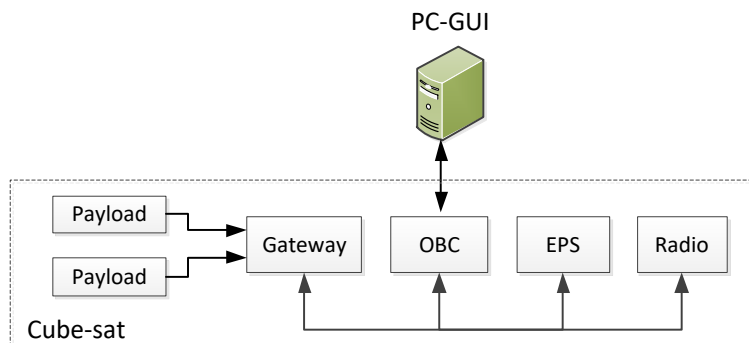 PC-GUI
Payload
Payload
Gateway
OBC
EPS
Radio
Cube-sat